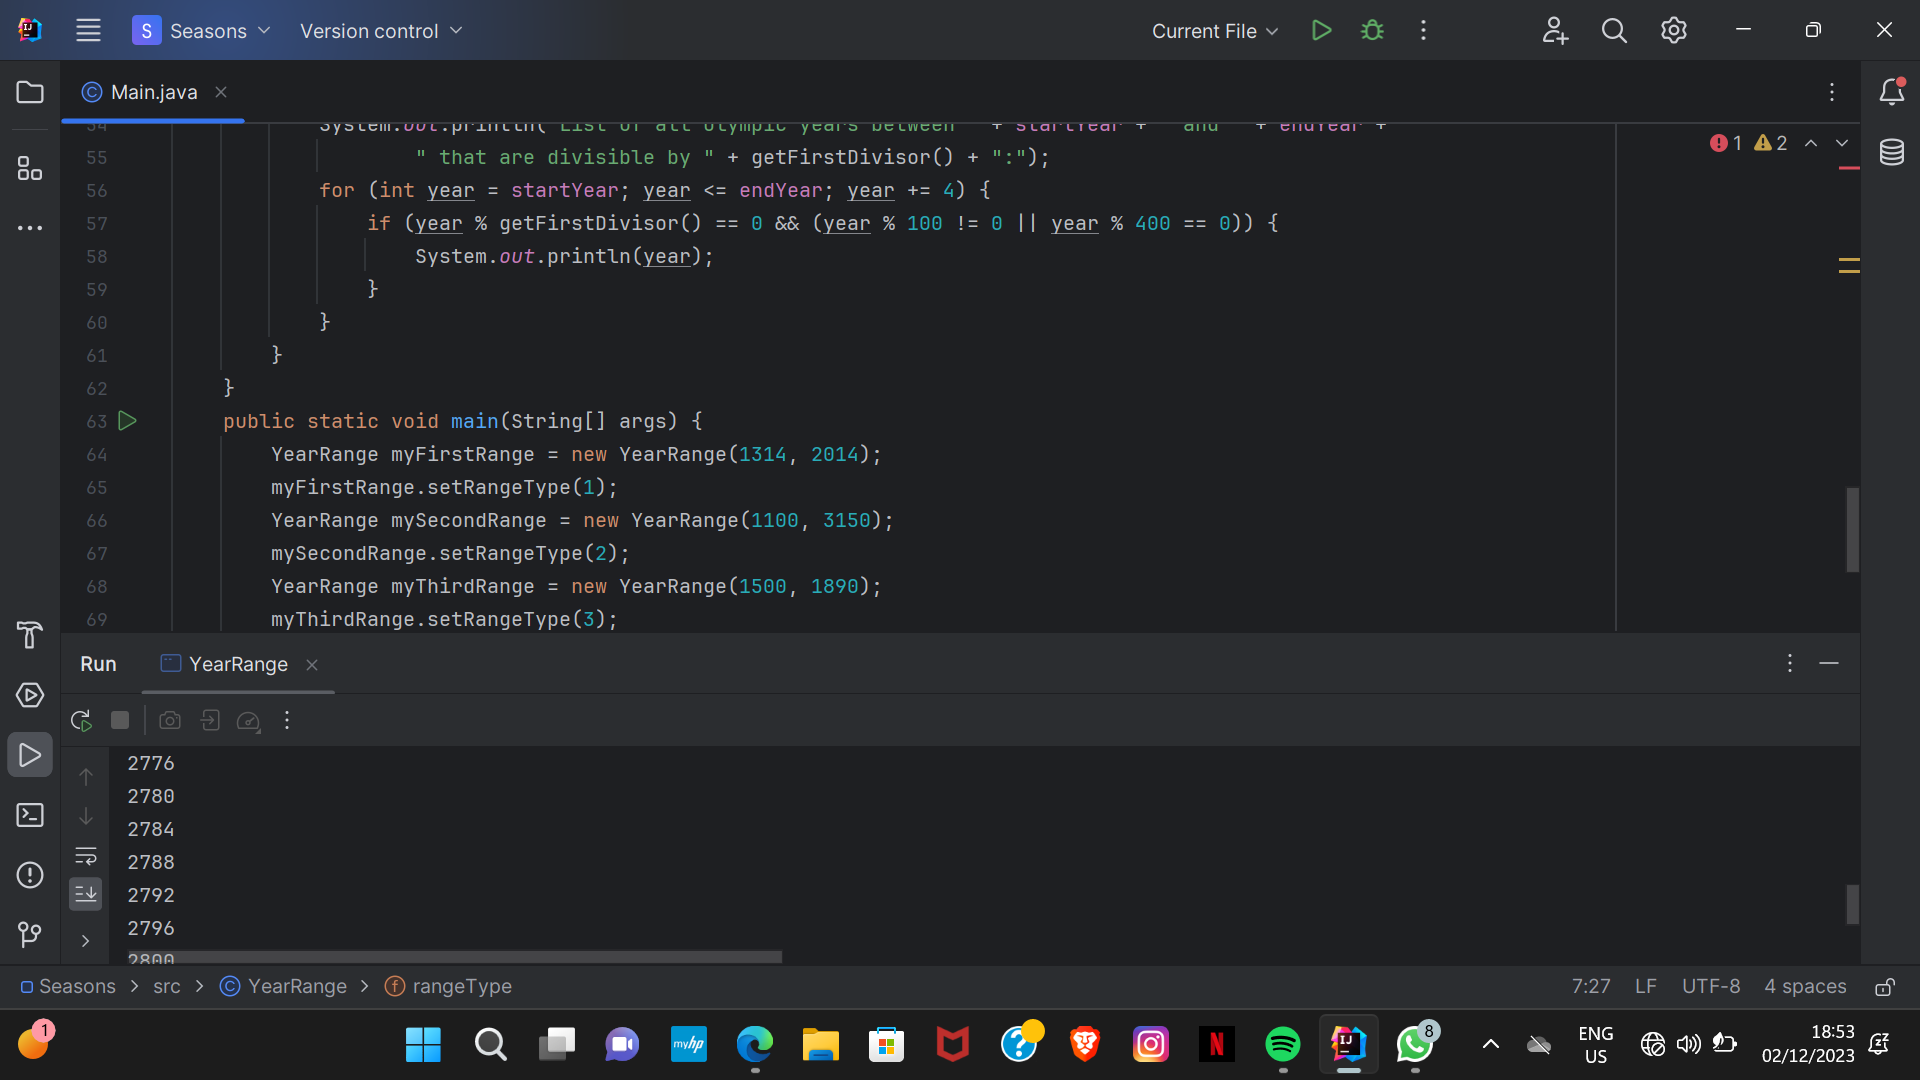 S Seasons Version control Current File
Main.java
54 System.out.println("List of all olympic years between " + startYear + " and " + endYear +
1 2
55 " that are divisible by " + getFirstDivisor() + ":");
56 for (int year = startYear; year <= endYear; year += 4) {
57 if (year % getFirstDivisor() == 0 && (year % 100 != 0 || year % 400 == 0)) {
58 System.out.println(year);
59 }
60 }
61 }
62 }
63 public static void main(String[] args) {
64 YearRange myFirstRange = new YearRange(1314, 2014);
65 myFirstRange.setRangeType(1);
66 YearRange mySecondRange = new YearRange(1100, 3150);
67 mySecondRange.setRangeType(2);
68 YearRange myThirdRange = new YearRange(1500, 1890);
69 myThirdRange.setRangeType(3);
Run YearRange
2776
2780
2784
2788
2792
2796
2800
Seasons > src > YearRange > rangeType 7:27 LF UTF-8 4 spaces
1 myhp 8 ENG
US 18:53
02/12/2023